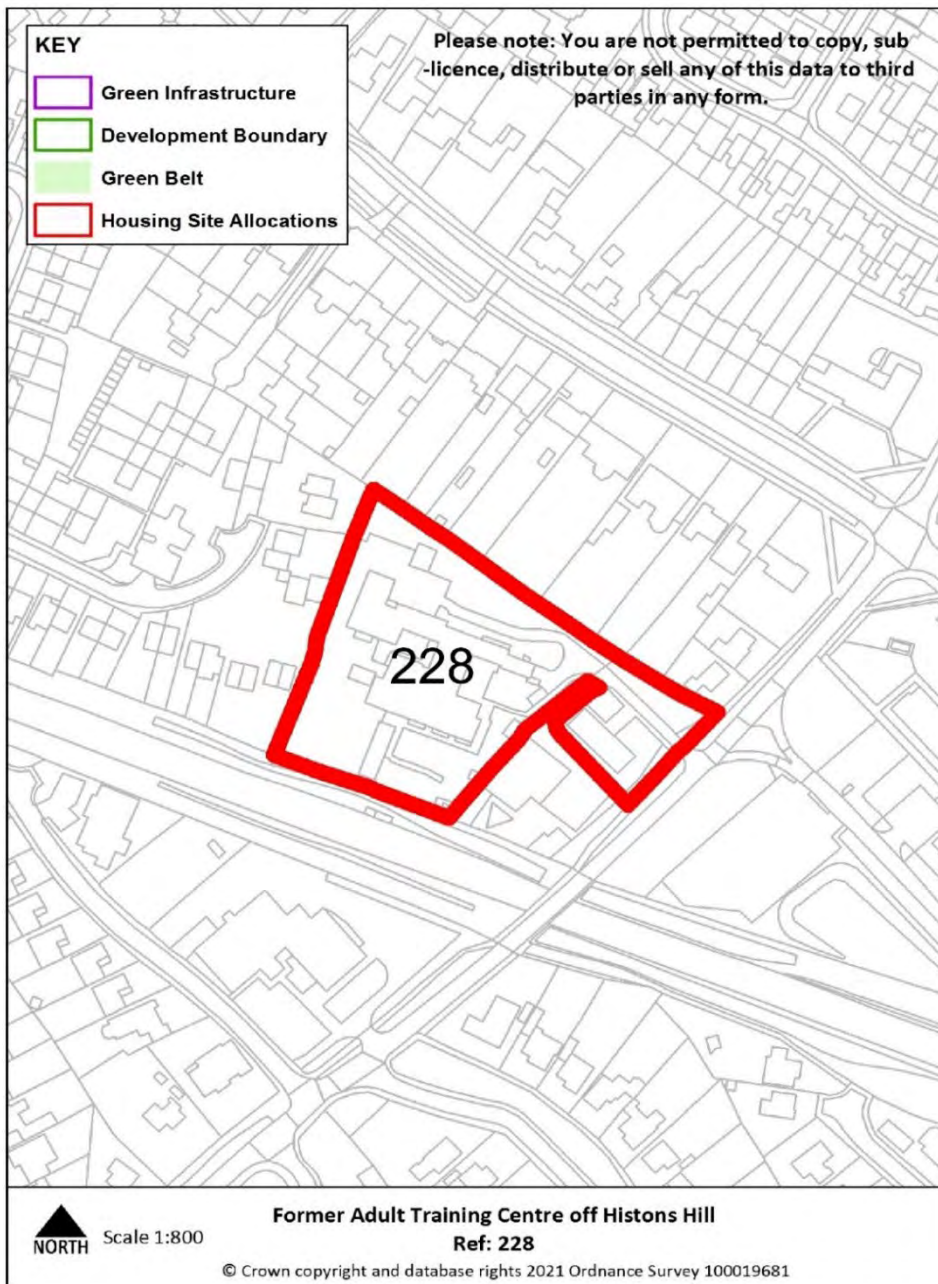 KEY
Green Infrastructure
Development Boundary
Green Belt
Housing Site Allocations
Please note: You are not permitted to copy, sub
-licence, distribute or sell any of this data to third
parties in any form.
228
NORTH
Scale 1:800
Former Adult Training Centre off Histons Hill
Ref: 228
© Crown copyright and database rights 2021 Ordnance Survey 100019681